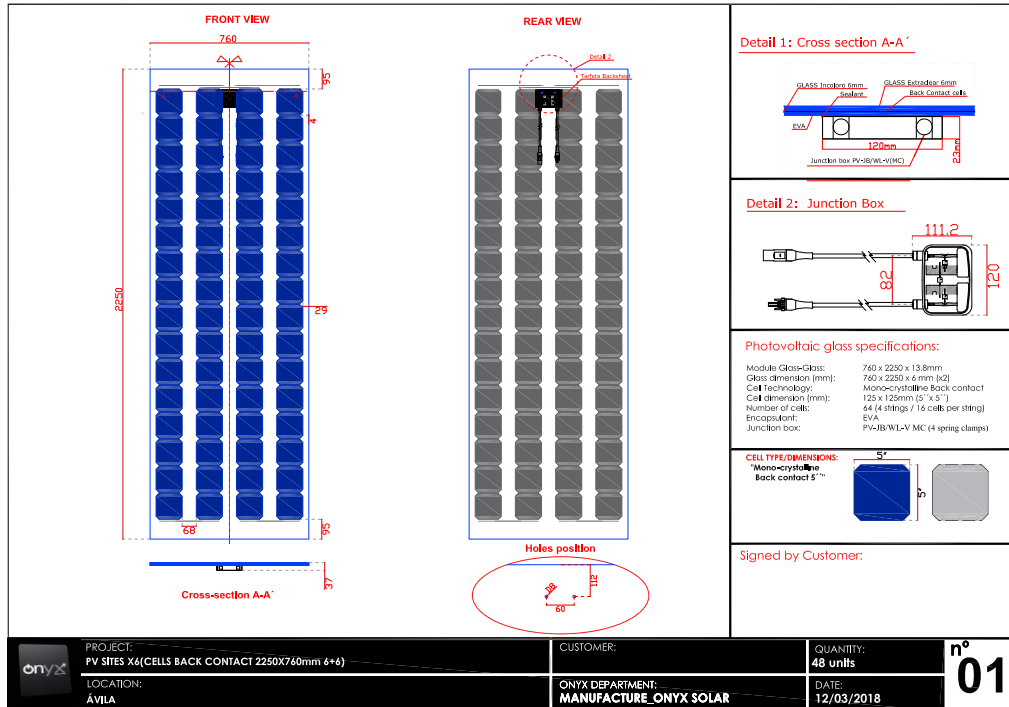 FRONT VIEW
760
95
4
2250
29
68
95
37
Cross-section A-A´
REAR VIEW
Detail 2
Tarjeta Backsheet
Holes position
D8
112
60
Detail 1: Cross section A-A´
GLASS Incoloro 6mm
GLASS Extraclear 6mm
Sealant
Back Contact cells
EVA
120mm
23mm
Junction box PV-JB/WL-V(MC)
Detail 2: Junction Box
111.2
82
120
Photovoltaic glass specifications:
Module Glass-Glass: 760 x 2250 x 13.8mm
Glass dimension (mm): 760 x 2250 x 6 mm (x2)
Cell Technology: Mono-crystalline Back contact
Cell dimension (mm): 125 x 125mm (5´´x 5´´)
Number of cells: 64 (4 strings / 16 cells per string)
Encapsulant: EVA
Junction box: PV-JB/WL-V MC (4 spring clamps)
CELL TYPE/DIMENSIONS:
"Mono-crystalline
Back contact 5´´"
5"
5"
Signed by Customer:
onyx
PROJECT:
PV SITES X6(CELLS BACK CONTACT 2250X760mm 6+6)
LOCATION:
ÁVILA
CUSTOMER:
ONYX DEPARTMENT:
MANUFACTURE_ONYX SOLAR
QUANTITY:
48 units
DATE:
12/03/2018
nº
01